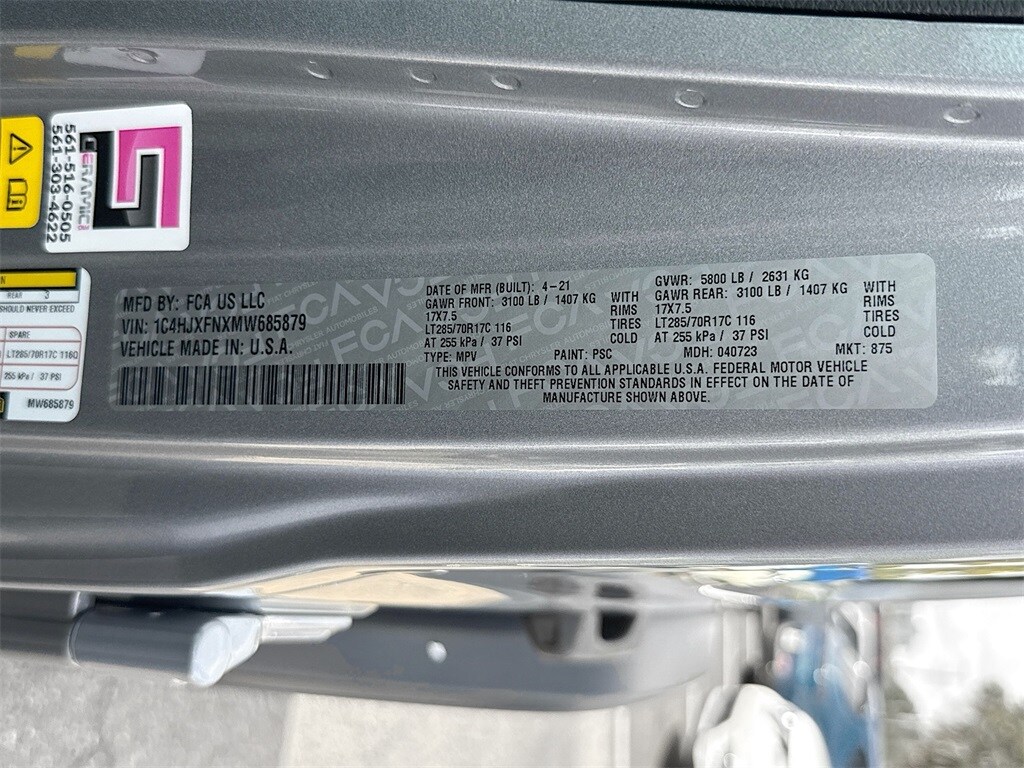 MFD BY: FCA US LLC
VIN: 1C4HJXFNXMW685879
VEHICLE MADE IN: U.S.A.
DATE OF MFR (BUILT): 4-21
GAWR FRONT: 3100 LB / 1407 KG
17X7.5
LT285/70R17C 116
AT 255 kPa / 37 PSI
TYPE: MPV
WITH
RIMS
TIRES
COLD
GVWR: 5800 LB / 2631 KG
GAWR REAR: 3100 LB / 1407 KG
17X7.5
LT285/70R17C 116
AT 255 kPa / 37 PSI
WITH
RIMS
TIRES
COLD
PAINT: PSC
MDH: 040723
MKT: 875
THIS VEHICLE CONFORMS TO ALL APPLICABLE U.S.A. FEDERAL MOTOR VEHICLE
SAFETY AND THEFT PREVENTION STANDARDS IN EFFECT ON THE DATE OF
MANUFACTURE SHOWN ABOVE.
CERAMIC
561-516-0505
561-303-4622
REAR 3
SHOULD NEVER EXCEED
SPARE
LT285/70R17C 116Q
255 kPa / 37 PSI
MW685879